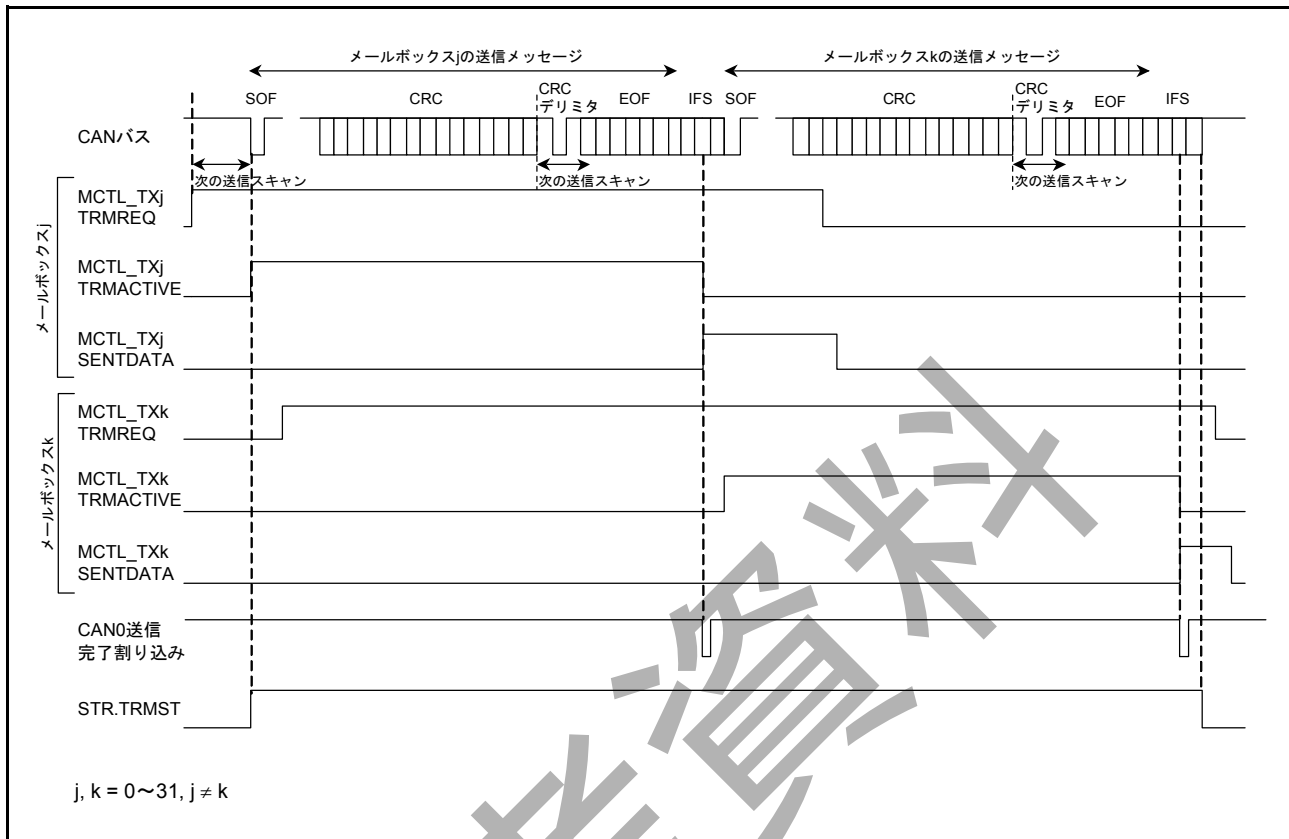 メールボックスjの送信メッセージ
メールボックスkの送信メッセージ
SOF
CRC
CRC
デリミタ
EOF
IFS
SOF
CRC
CRC
デリミタ
EOF
IFS
CANバス
次の送信スキャン
次の送信スキャン
次の送信スキャン
メールボックスj
MCTL_TXj
TRMREQ
MCTL_TXj
TRMACTIVE
MCTL_TXj
SENTDATA
メールボックスk
MCTL_TXk
TRMREQ
MCTL_TXk
TRMACTIVE
MCTL_TXk
SENTDATA
CAN0送信
完了割り込み
STR.TRMST
j, k = 0～31, j ≠ k
資料